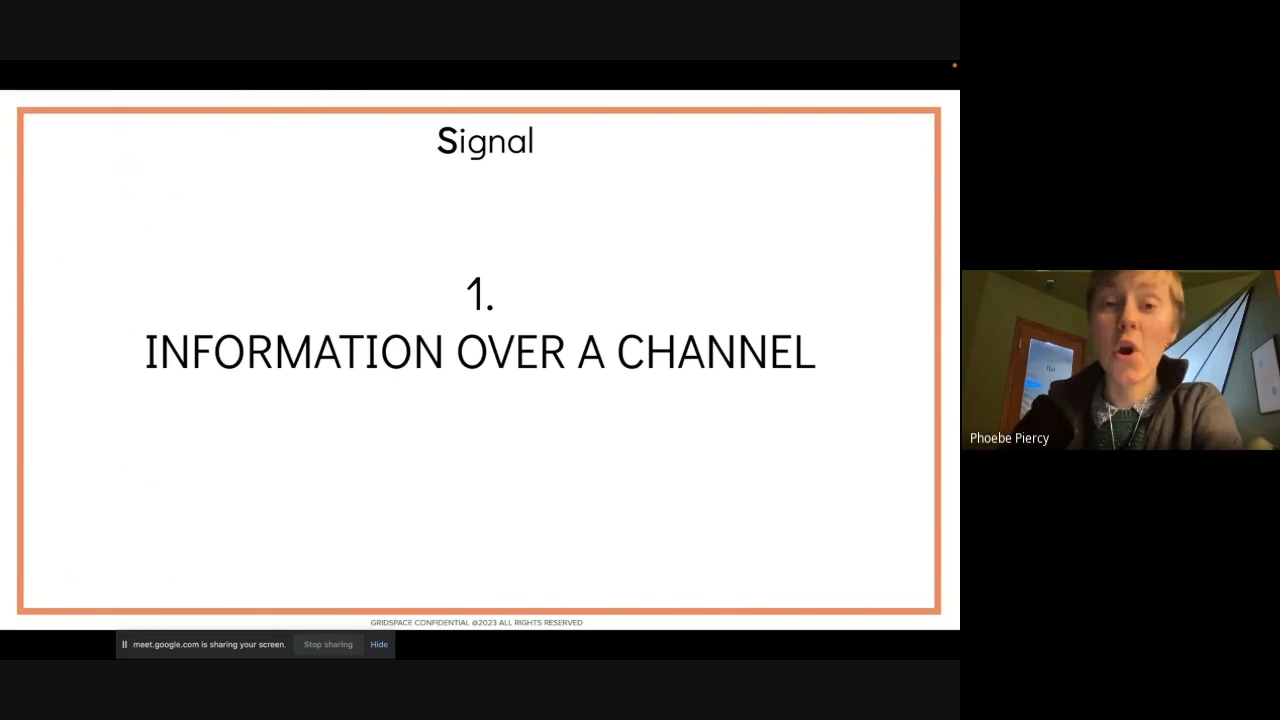 Signal
1.
INFORMATION OVER A CHANNEL
GRIDSPACE CONFIDENTIAL @2023 ALL RIGHTS RESERVED
meet.google.com is sharing your screen.
Stop sharing
Hide
Phoebe Piercy